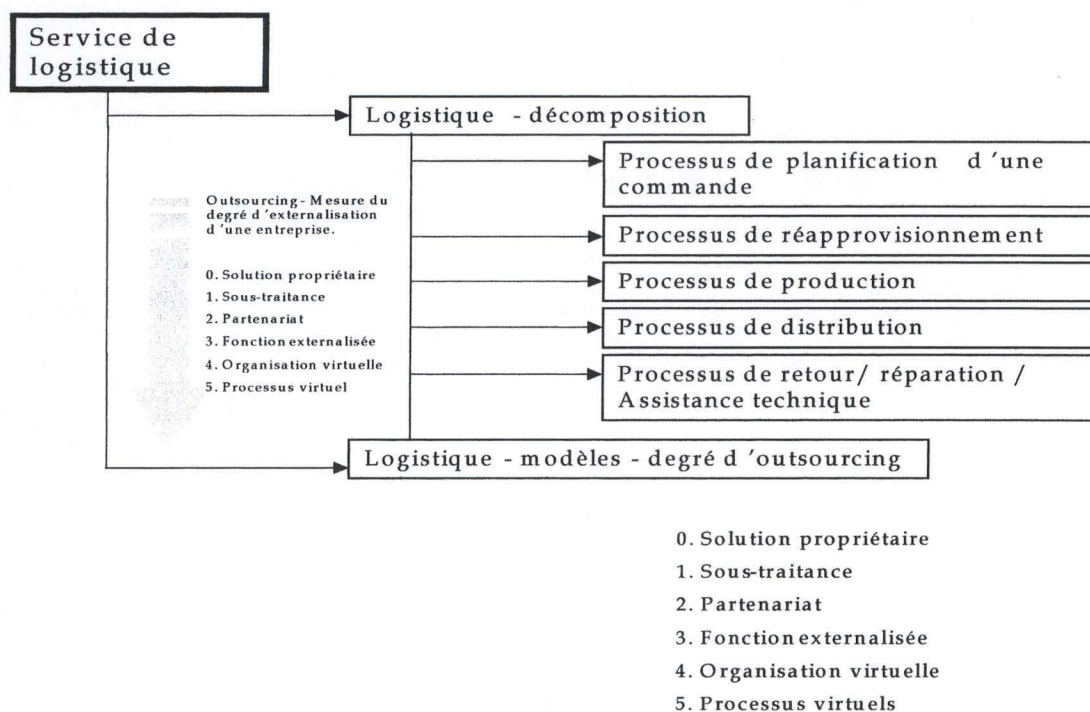 Service de
logistique
Logistique - décomposition
Processus de planification d 'une
commande
Outsourcing - Mesure du
degré d 'externalisation
d 'une entreprise.
Processus de réapprovisionnement
0. Solution propriétaire
Processus de production
1. Sous-traitance
2. Partenariat
Processus de distribution
3. Fonction externalisée
4. Organisation virtuelle
5. Processus virtuel
Processus de retour/ réparation /
Assistance technique
Logistique - modèles - degré d 'outsourcing
0. Solution propriétaire
1. Sous-traitance
2. Partenariat
3. Fonction externalisée
4. Organisation virtuelle
5. Processus virtuels